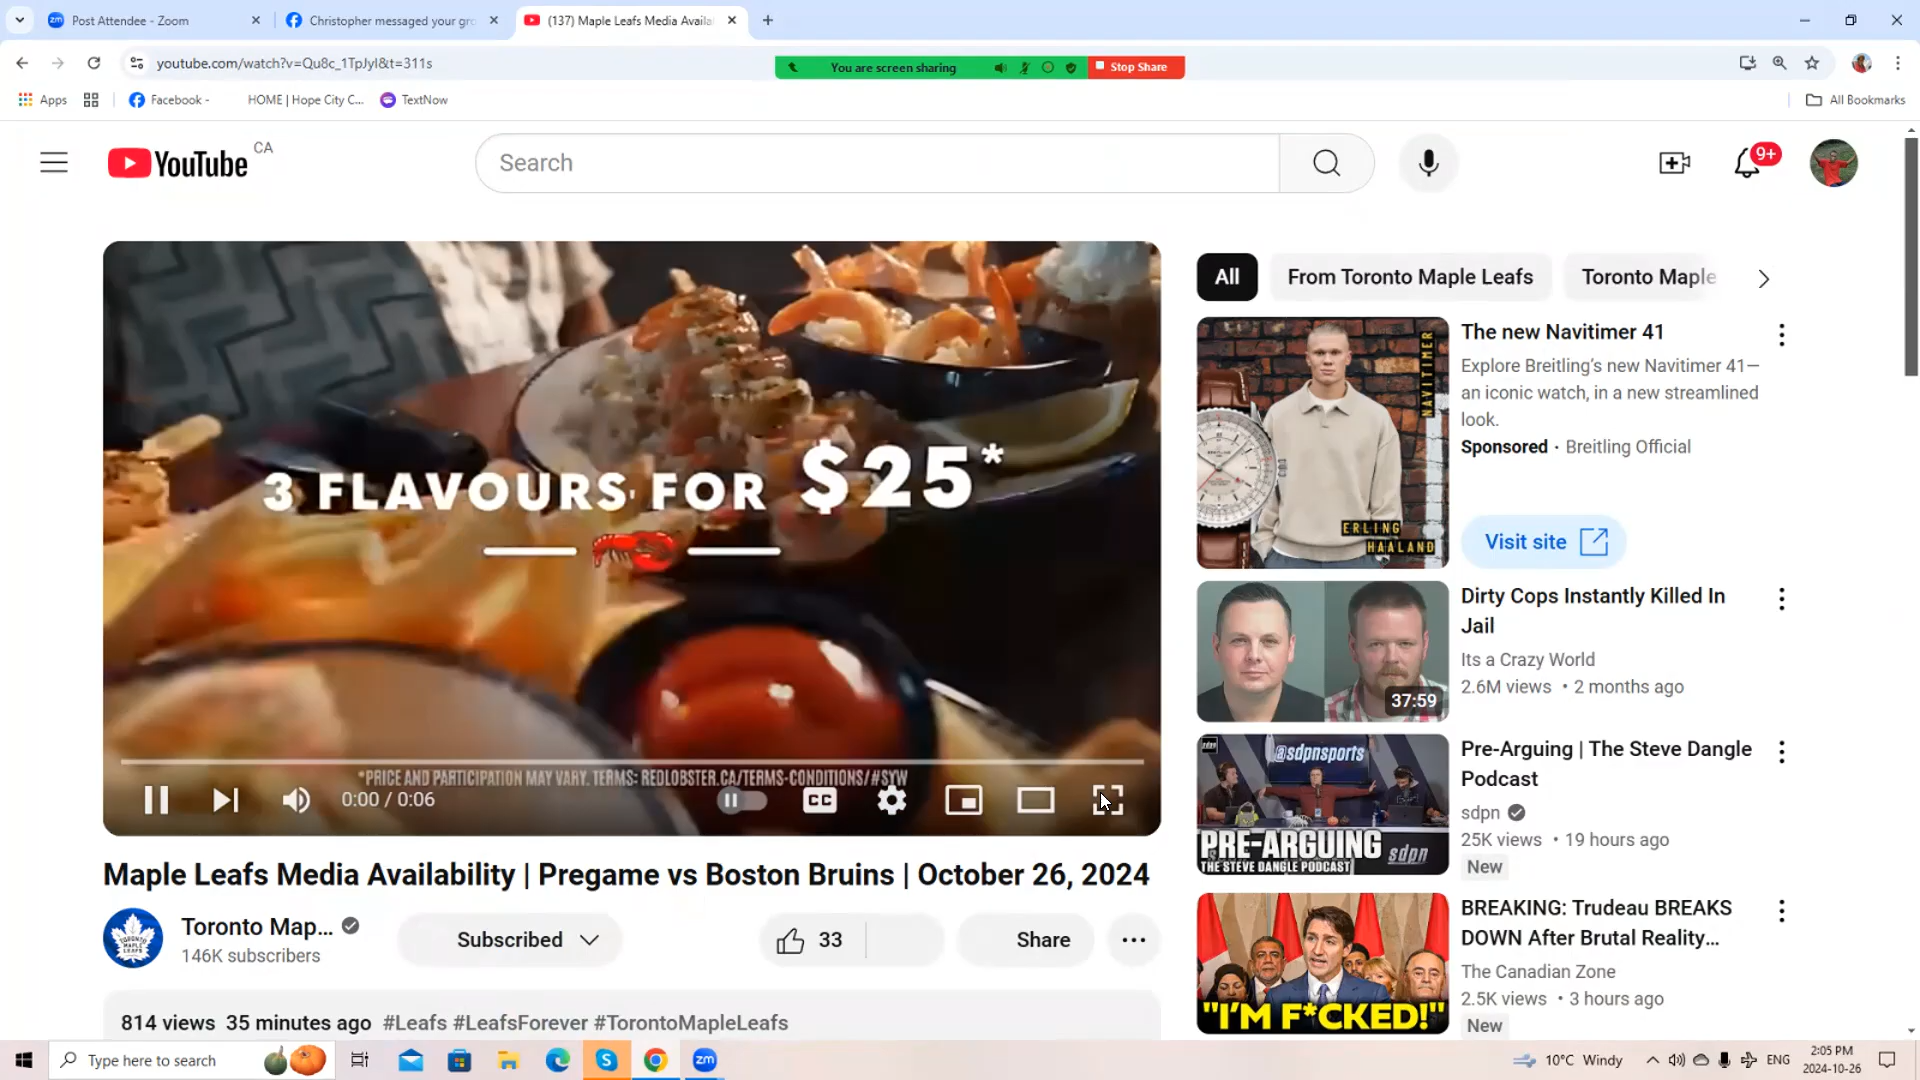 Post Attendee - Zoom
Christopher messaged your gro
(137) Maple Leafs Media Availa
youtube.com/watch?v=Qu8c_1TpJyI&t=311s
You are screen sharing
Stop Share
Apps
Facebook -
HOME | Hope City C...
TextNow
All Bookmarks
YouTube CA
Search
9+
3 FLAVOURS FOR $25*
*PRICE AND PARTICIPATION MAY VARY. TERMS: REDLOBSTER.CA/TERMS-CONDITIONS/#SYW
0:00 / 0:06
CC
Maple Leafs Media Availability | Pregame vs Boston Bruins | October 26, 2024
Toronto Map...
146K subscribers
Subscribed
33
Share
814 views 35 minutes ago #Leafs #LeafsForever #TorontoMapleLeafs
All
From Toronto Maple Leafs
Toronto Maple
NAVITIMER
ERLING
HAALAND
The new Navitimer 41
Explore Breitling's new Navitimer 41—
an iconic watch, in a new streamlined
look.
Sponsored · Breitling Official
Visit site
37:59
Dirty Cops Instantly Killed In
Jail
Its a Crazy World
2.6M views • 2 months ago
@sdpnsports
PRE-ARGUING
THE STEVE DANGLE PODCAST
sdpn
Pre-Arguing | The Steve Dangle
Podcast
sdpn
25K views • 19 hours ago
New
"I'M F*CKED!"
BREAKING: Trudeau BREAKS
DOWN After Brutal Reality...
The Canadian Zone
2.5K views • 3 hours ago
New
Type here to search
10°C Windy
ENG
2:05 PM
2024-10-26